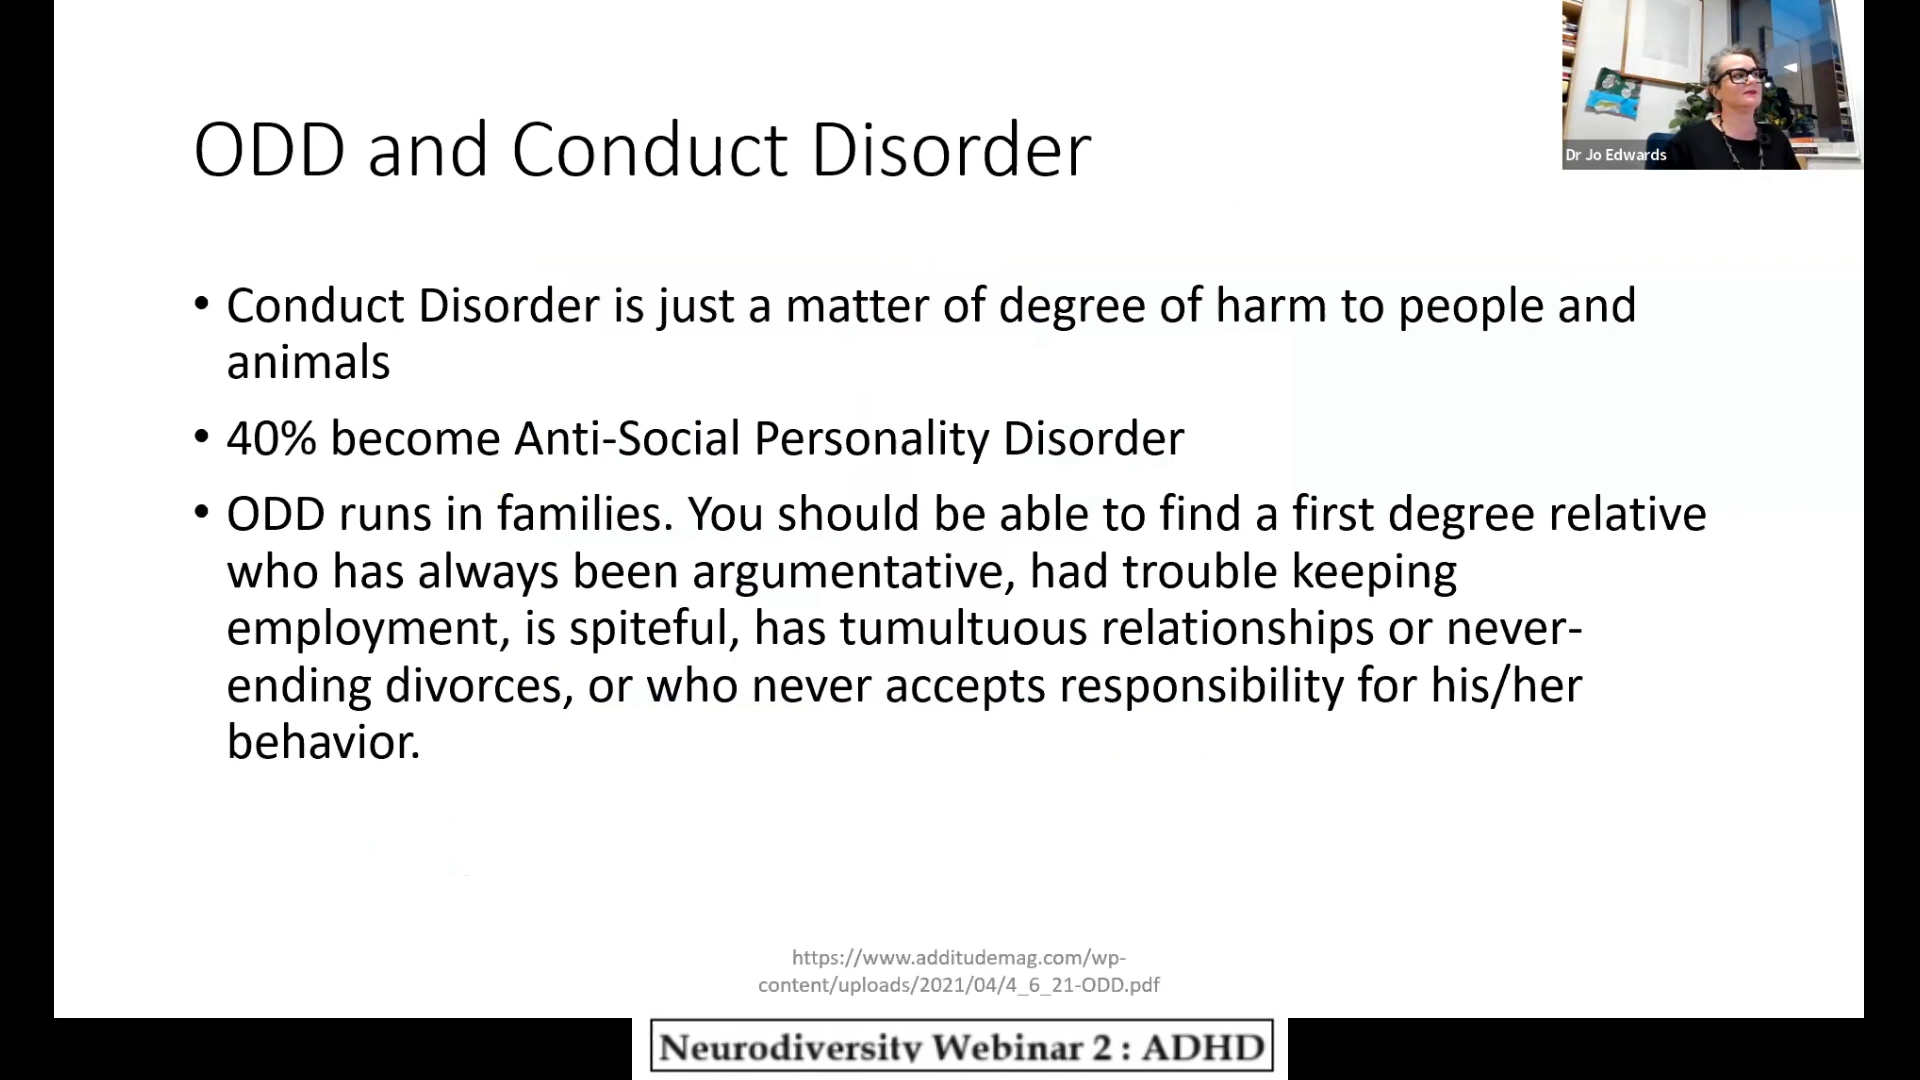 ODD and Conduct Disorder
Dr Jo Edwards
• Conduct Disorder is just a matter of degree of harm to people and
animals
• 40% become Anti-Social Personality Disorder
• ODD runs in families. You should be able to find a first degree relative
who has always been argumentative, had trouble keeping
employment, is spiteful, has tumultuous relationships or never-
ending divorces, or who never accepts responsibility for his/her
behavior.
https://www.additudemag.com/wp-
content/uploads/2021/04/4_6_21-ODD.pdf
Neurodiversity Webinar 2 : ADHD